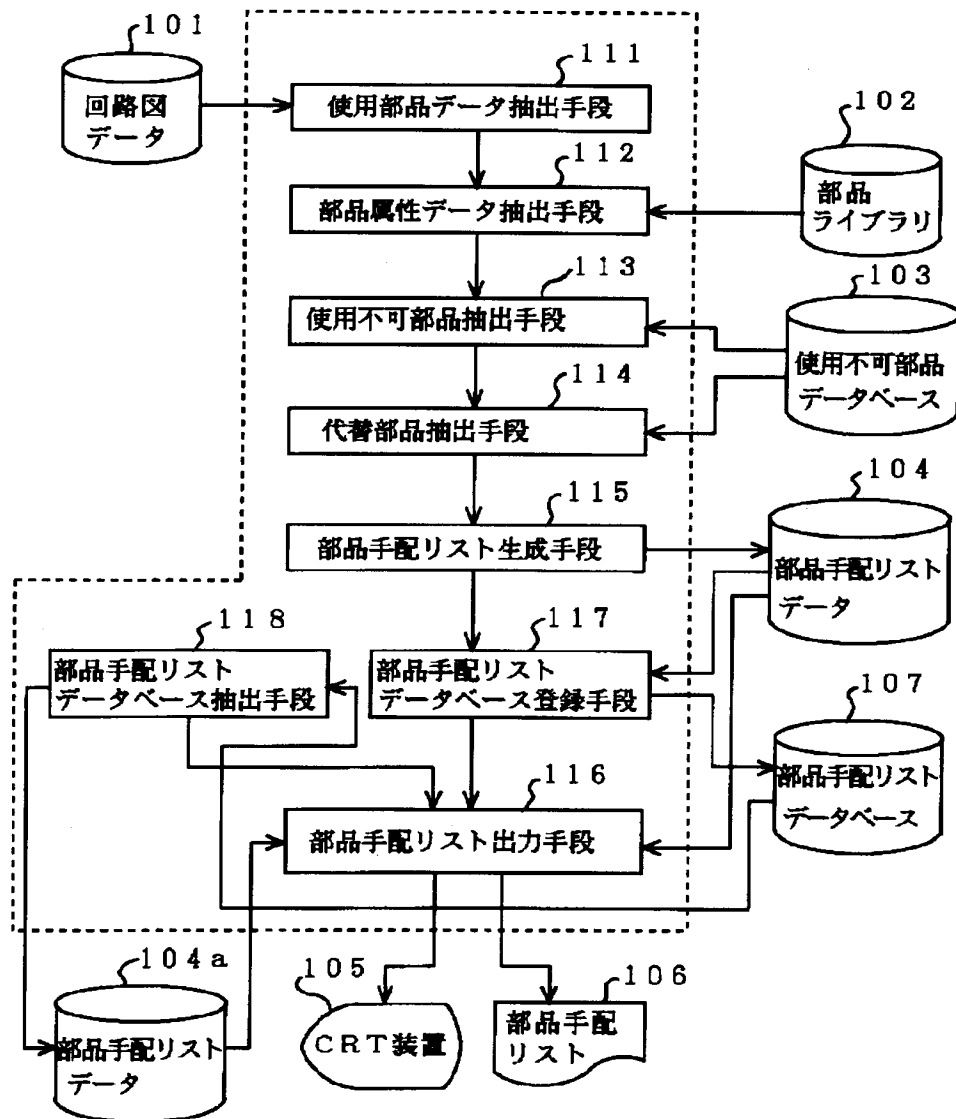 101
回路図
データ
111
使用部品データ抽出手段
102
部品
ライブラリ
112
部品属性データ抽出手段
113
使用不可部品抽出手段
103
使用不可部品
データベース
114
代替部品抽出手段
115
部品手配リスト生成手段
104
部品手配リスト
データ
118
部品手配リスト
データベース抽出手段
117
部品手配リスト
データベース登録手段
107
部品手配リスト
データベース
116
部品手配リスト出力手段
104a
部品手配リスト
データ
105
CRT装置
106
部品手配
リスト